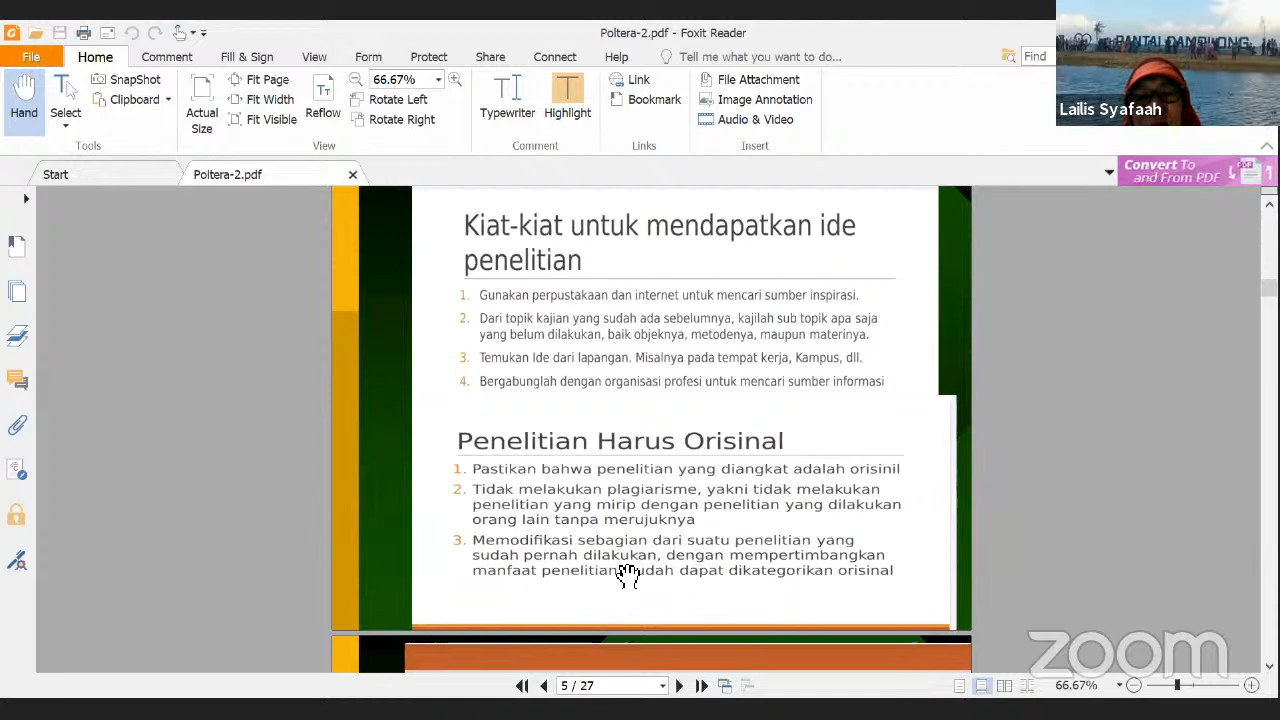 Poltera-2.pdf - Foxit Reader
PANTAI CAMPLONG
File Home Comment Fill & Sign View Form Protect Share Connect Help Tell me what you want to do... Find
Lailis Syafaah
Hand
Select
SnapShot
Clipboard
Actual Size
Fit Page
Fit Width
Fit Visible
Reflow
66.67%
Rotate Left
Rotate Right
Typewriter
Highlight
Link
Bookmark
File Attachment
Image Annotation
Audio & Video
Tools View Comment Links Insert
Start Poltera-2.pdf
Convert To
and From PDF
Kiat-kiat untuk mendapatkan ide
penelitian
1. Gunakan perpustakaan dan internet untuk mencari sumber inspirasi.
2. Dari topik kajian yang sudah ada sebelumnya, kajilah sub topik apa saja
yang belum dilakukan, baik objeknya, metodenya, maupun materinya.
3. Temukan Ide dari lapangan. Misalnya pada tempat kerja, Kampus, dll.
4. Bergabunglah dengan organisasi profesi untuk mencari sumber informasi
Penelitian Harus Orisinal
1. Pastikan bahwa penelitian yang diangkat adalah orisinil
2. Tidak melakukan plagiarisme, yakni tidak melakukan
penelitian yang mirip dengan penelitian yang dilakukan
orang lain tanpa merujuknya
3. Memodifikasi sebagian dari suatu penelitian yang
sudah pernah dilakukan, dengan mempertimbangkan
manfaat penelitian sudah dapat dikategorikan orisinal
zoom
5 / 27
66.67%